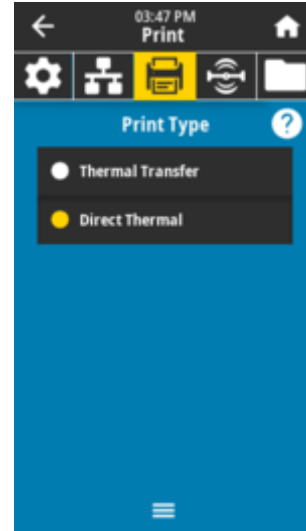 03:47 PM
Print
Print Type
?
Thermal Transfer
Direct Thermal